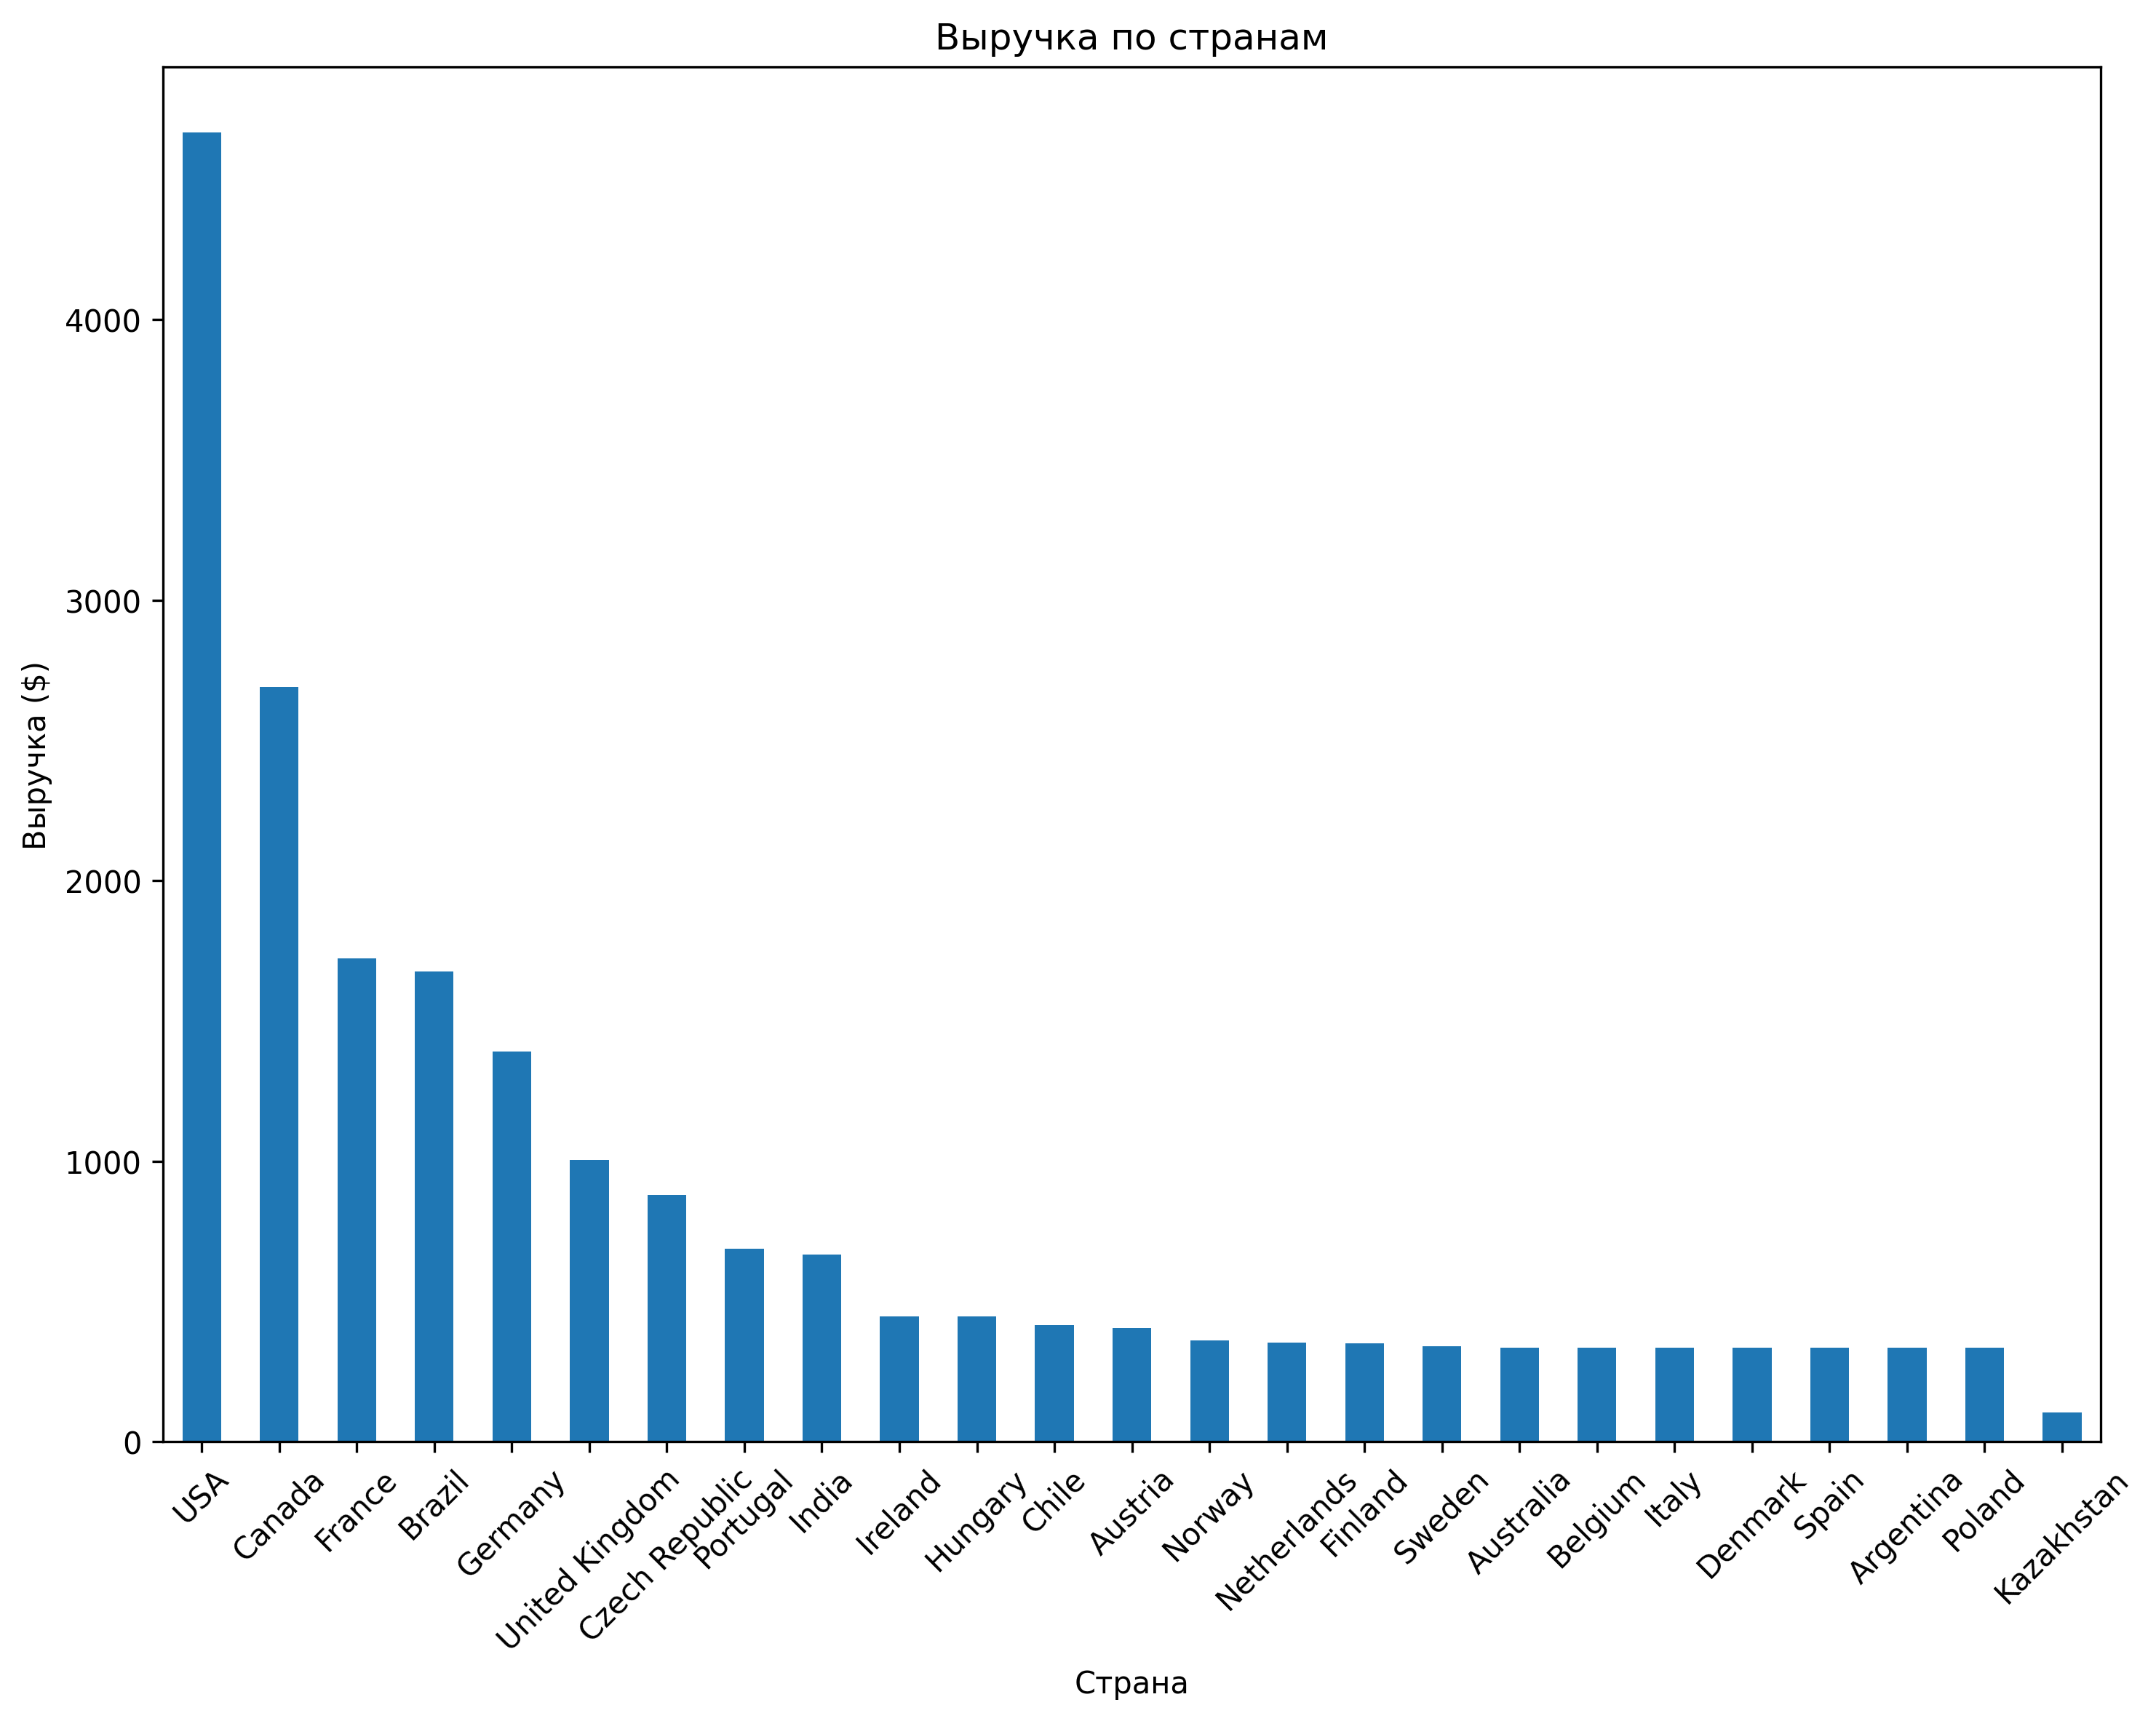 Выручка по странам
Выручка ($)
4000
3000
2000
1000
0
USA
Canada
France
Brazil
Germany
United Kingdom
Czech Republic
Portugal
India
Ireland
Hungary
Chile
Austria
Norway
Netherlands
Finland
Sweden
Australia
Belgium
Italy
Denmark
Spain
Argentina
Poland
Kazakhstan
Страна